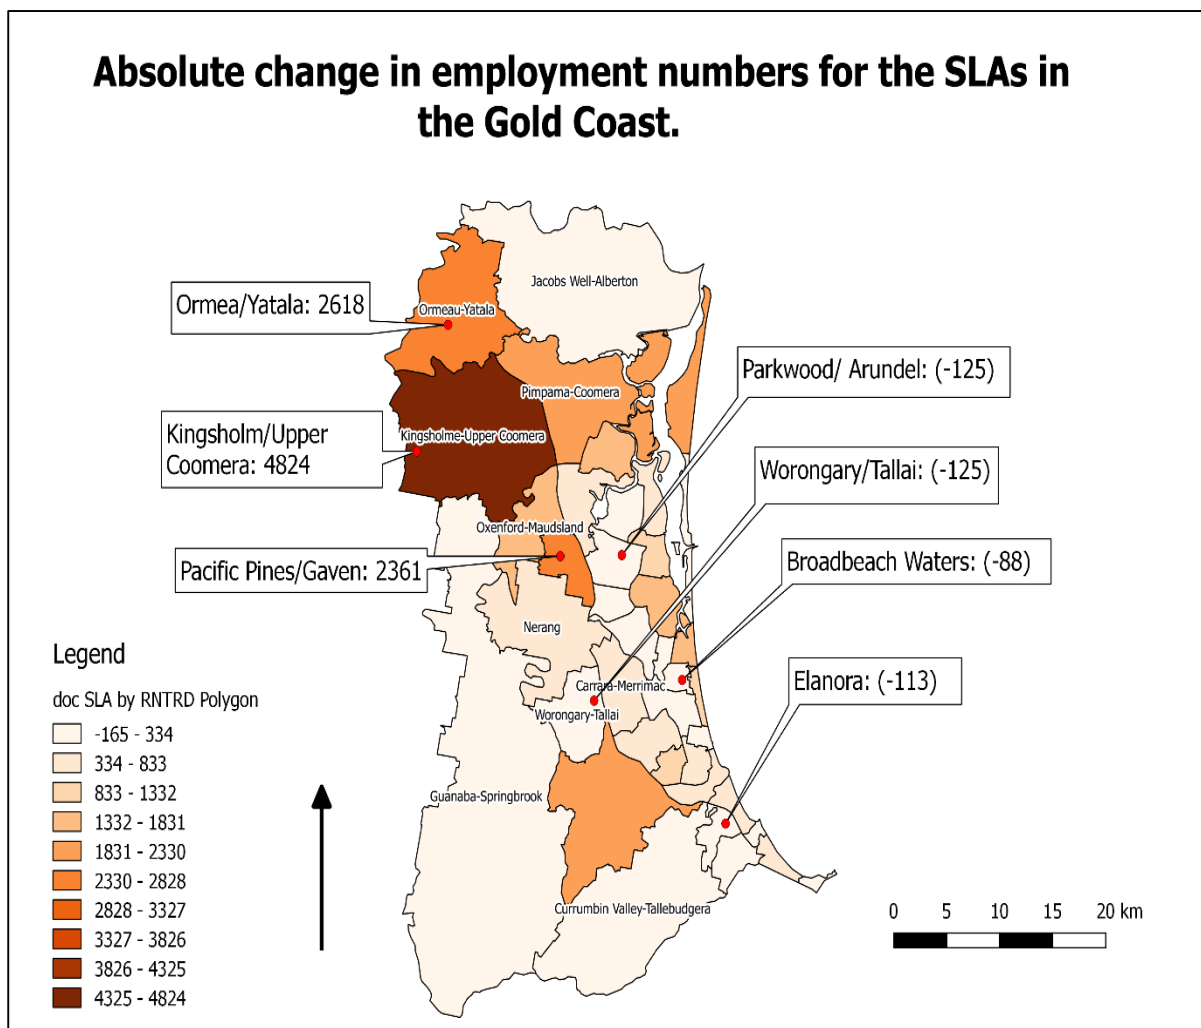 Absolute change in employment numbers for the SLAs in
the Gold Coast.
Jacobs Well-Alberton
Ormea/Yatala: 2618
Ormeau-Yatala
Parkwood/ Arundel: (-125)
Pimpama-Coomera
Kingsholm/Upper
Coomera: 4824
Kingsholme-Upper Coomera
Worongary/Tallai: (-125)
Oxenford-Maudsland
Pacific Pines/Gaven: 2361
Broadbeach Waters: (-88)
Nerang
Carrara-Merrimac
Elanora: (-113)
Worongary-Tallai
Guanaba-Springbrook
Currumbin Valley-Tallebudgera
Legend
doc SLA by RNTRD Polygon
-165 - 334
334 - 833
833 - 1332
1332 - 1831
1831 - 2330
2330 - 2828
2828 - 3327
3327 - 3826
3826 - 4325
4325 - 4824
0 5 10 15 20 km